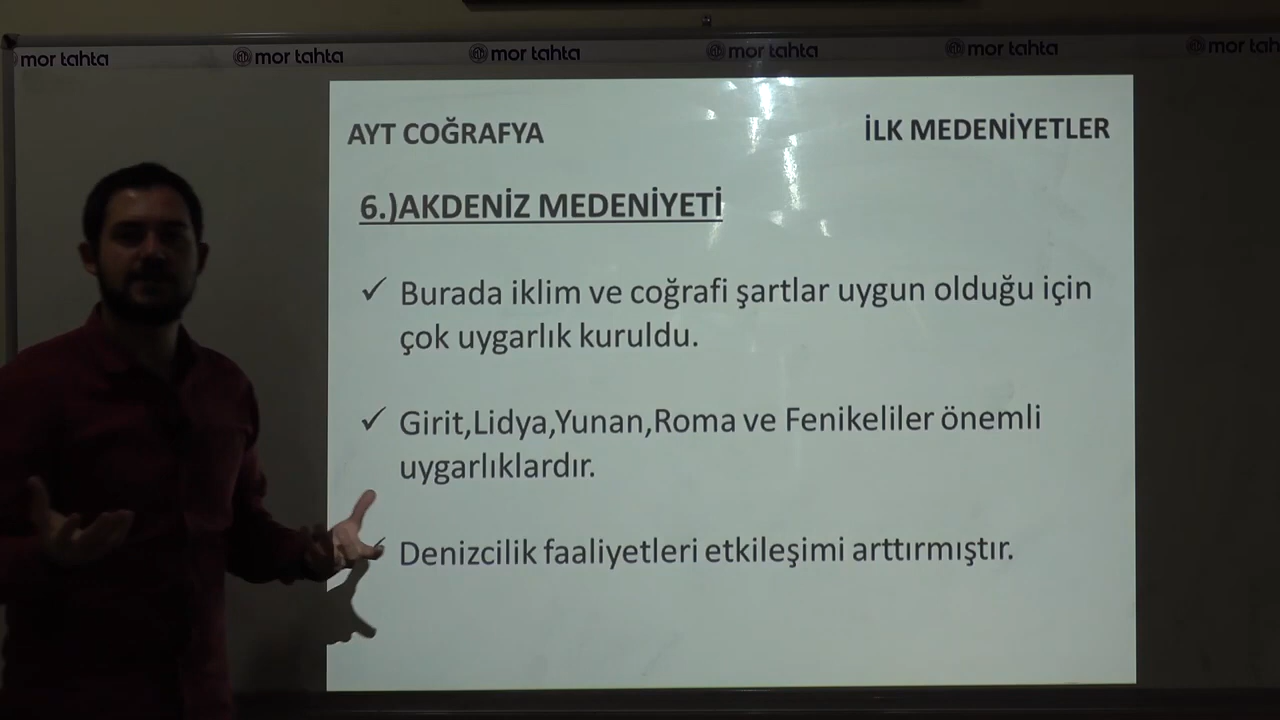 mor tahta mor tahta mor tahta mor tahta mor tahta mor tah
AYT COĞRAFYA
İLK MEDENİYETLER
6.)AKDENİZ MEDENİYETİ
✓ Burada iklim ve coğrafi şartlar uygun olduğu için
çok uygarlık kuruldu.
✓ Girit,Lidya,Yunan,Roma ve Fenikeliler önemli
uygarlıklardır.
✓ Denizcilik faaliyetleri etkileşimi arttırmıştır.